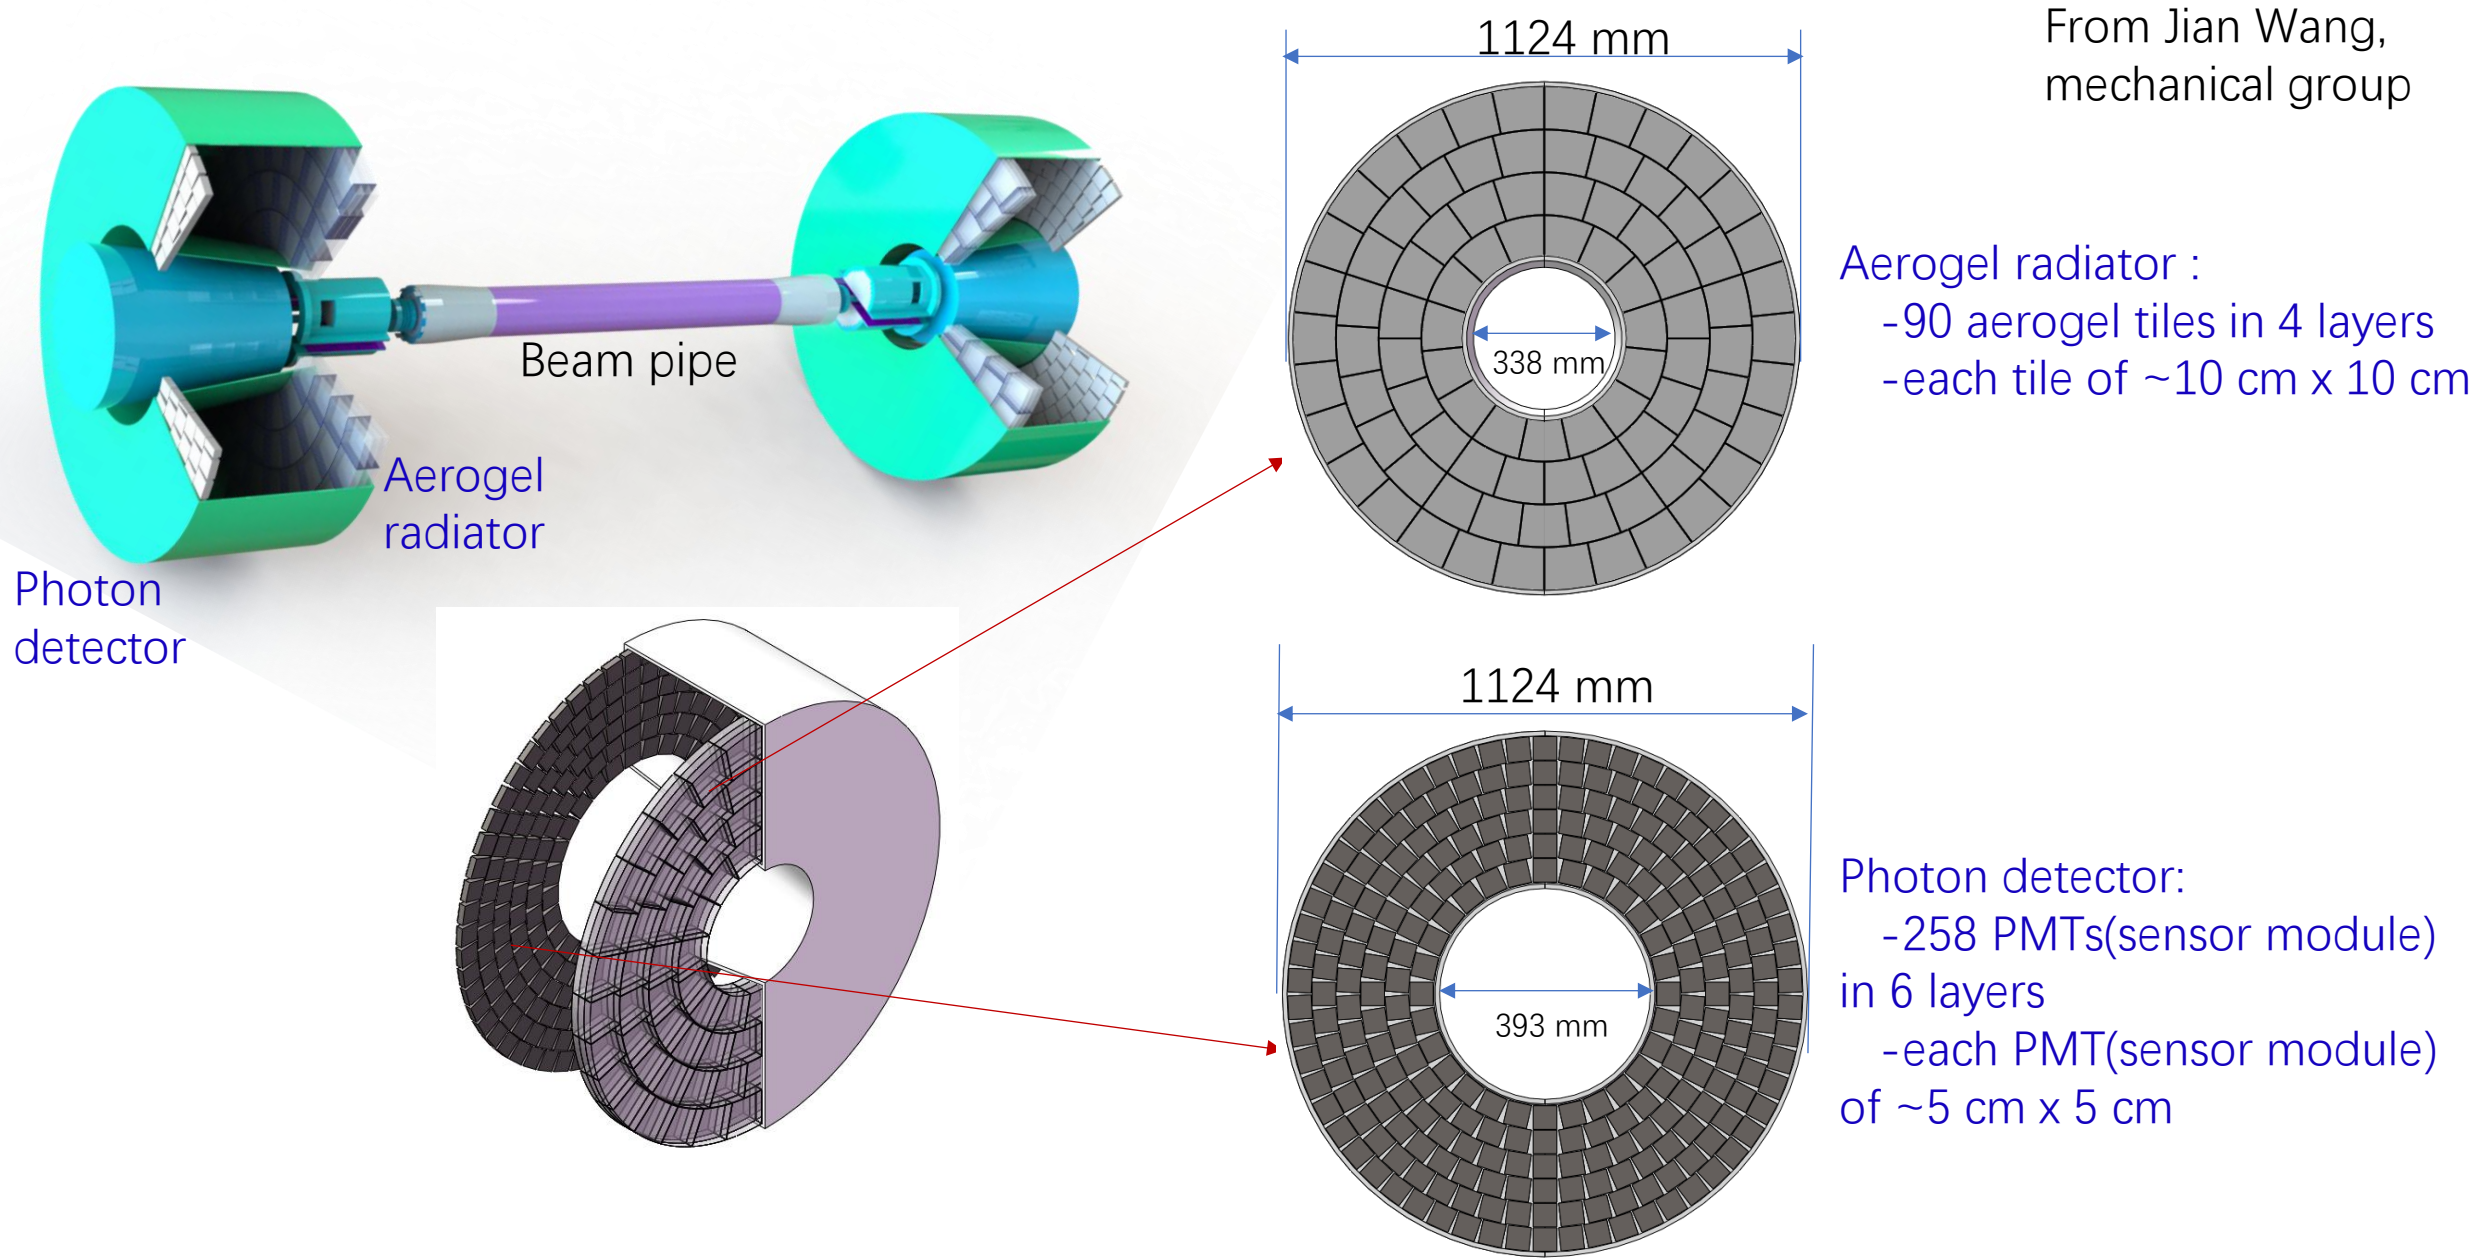 1124 mm
From Jian Wang,
mechanical group
338 mm
Aerogel radiator :
-90 aerogel tiles in 4 layers
-each tile of ~10 cm x 10 cm
Beam pipe
Aerogel
radiator
Photon
detector
1124 mm
393 mm
Photon detector:
-258 PMTs(sensor module)
in 6 layers
-each PMT(sensor module)
of ~5 cm x 5 cm